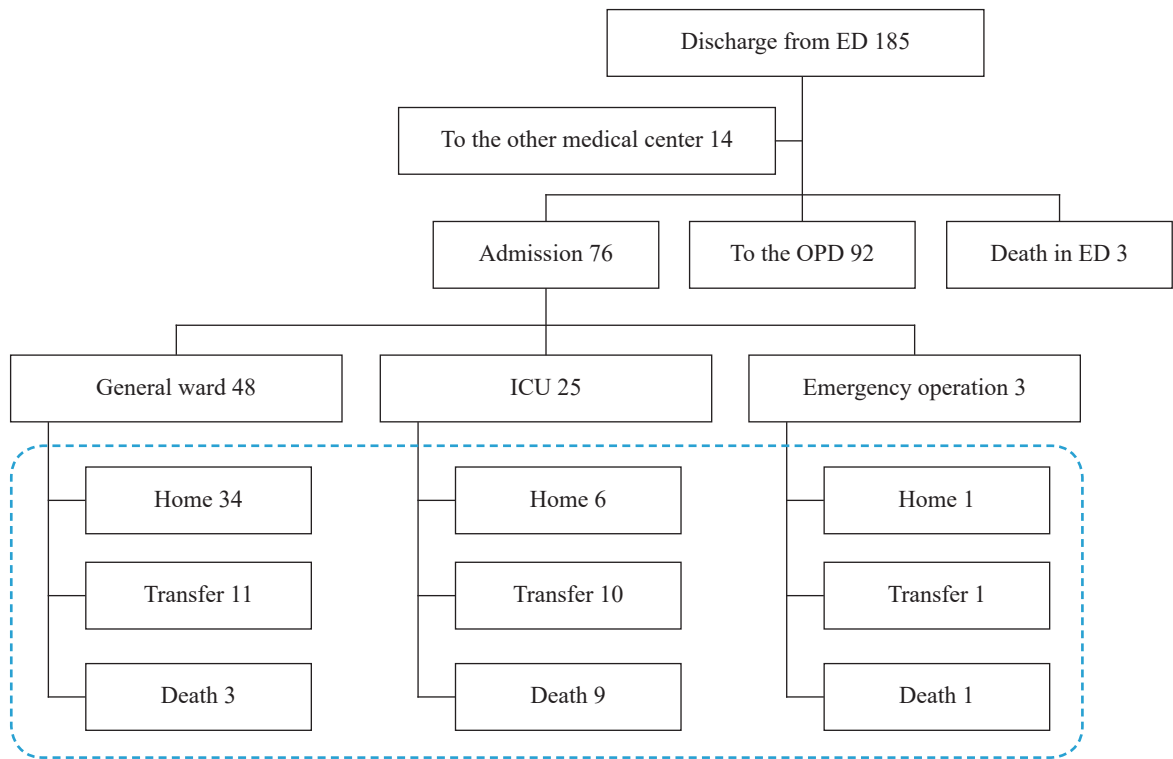 Discharge from ED 185
To the other medical center 14
Admission 76
To the OPD 92
Death in ED 3
General ward 48
ICU 25
Emergency operation 3
Home 34
Home 6
Home 1
Transfer 11
Transfer 10
Transfer 1
Death 3
Death 9
Death 1